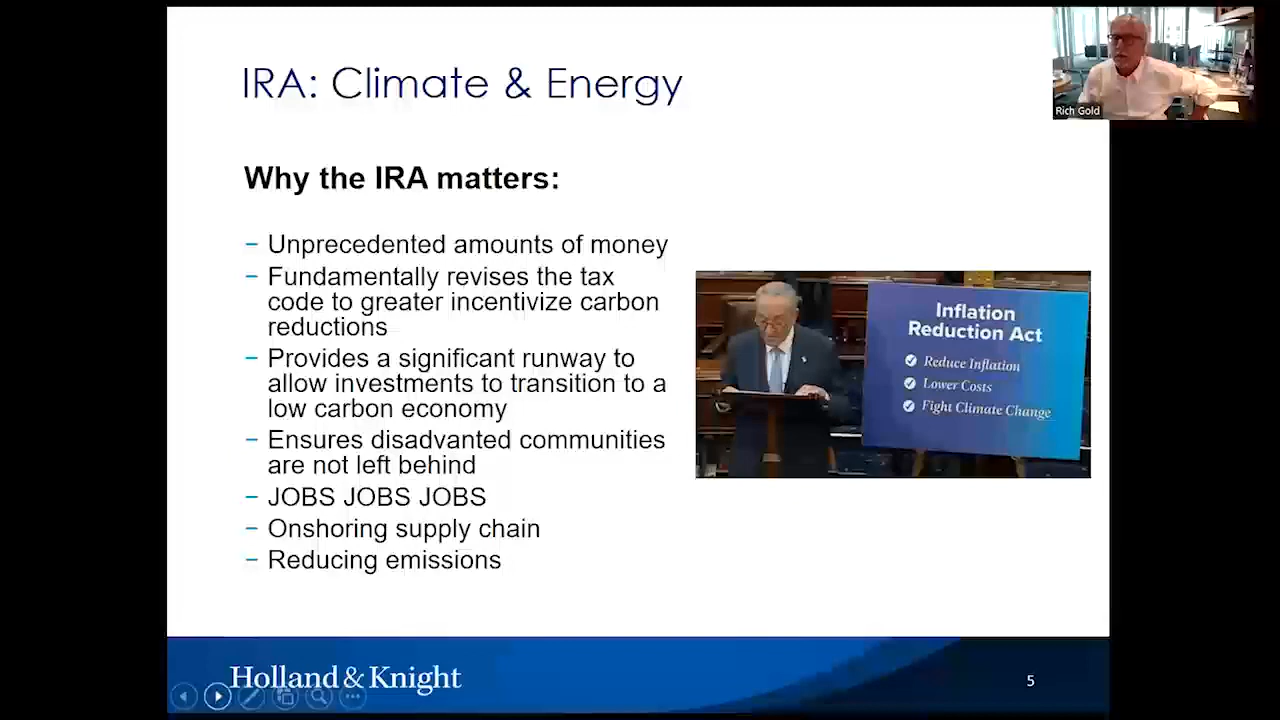 IRA: Climate & Energy
Rich Gold
Why the IRA matters:
− Unprecedented amounts of money
− Fundamentally revises the tax
code to greater incentivize carbon
reductions
− Provides a significant runway to
allow investments to transition to a
low carbon economy
− Ensures disadvanted communities
are not left behind
− JOBS JOBS JOBS
− Onshoring supply chain
− Reducing emissions
Inflation
Reduction Act
Reduce Inflation
Lower Costs
Fight Climate Change
Holland & Knight
5